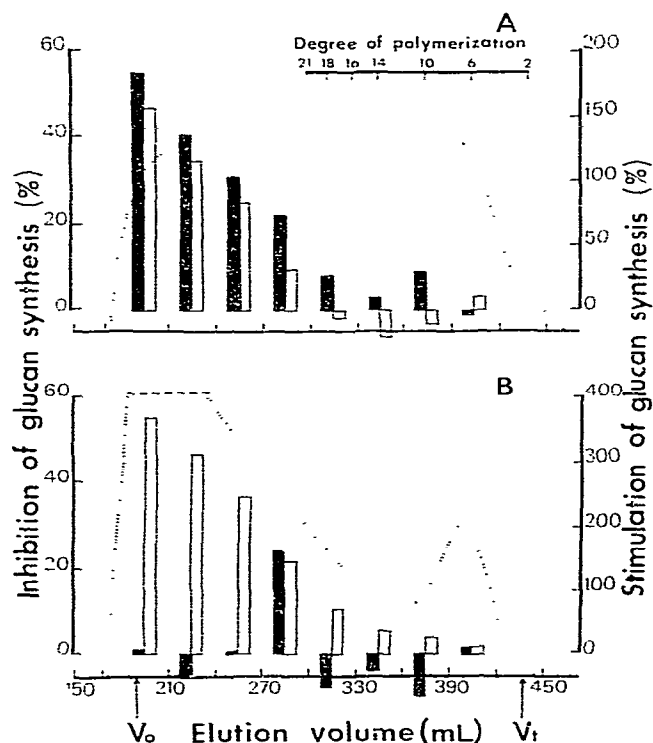 A
Degree of polymerization
21 18 16 14 10 6 2
60
40
20
0
200
150
100
50
0
B
60
40
20
0
400
300
200
100
0
Inhibition of glucan synthesis (%)
Stimulation of glucan synthesis (%)
150 210 270 330 390 450
Vo Elution volume (mL) Vt